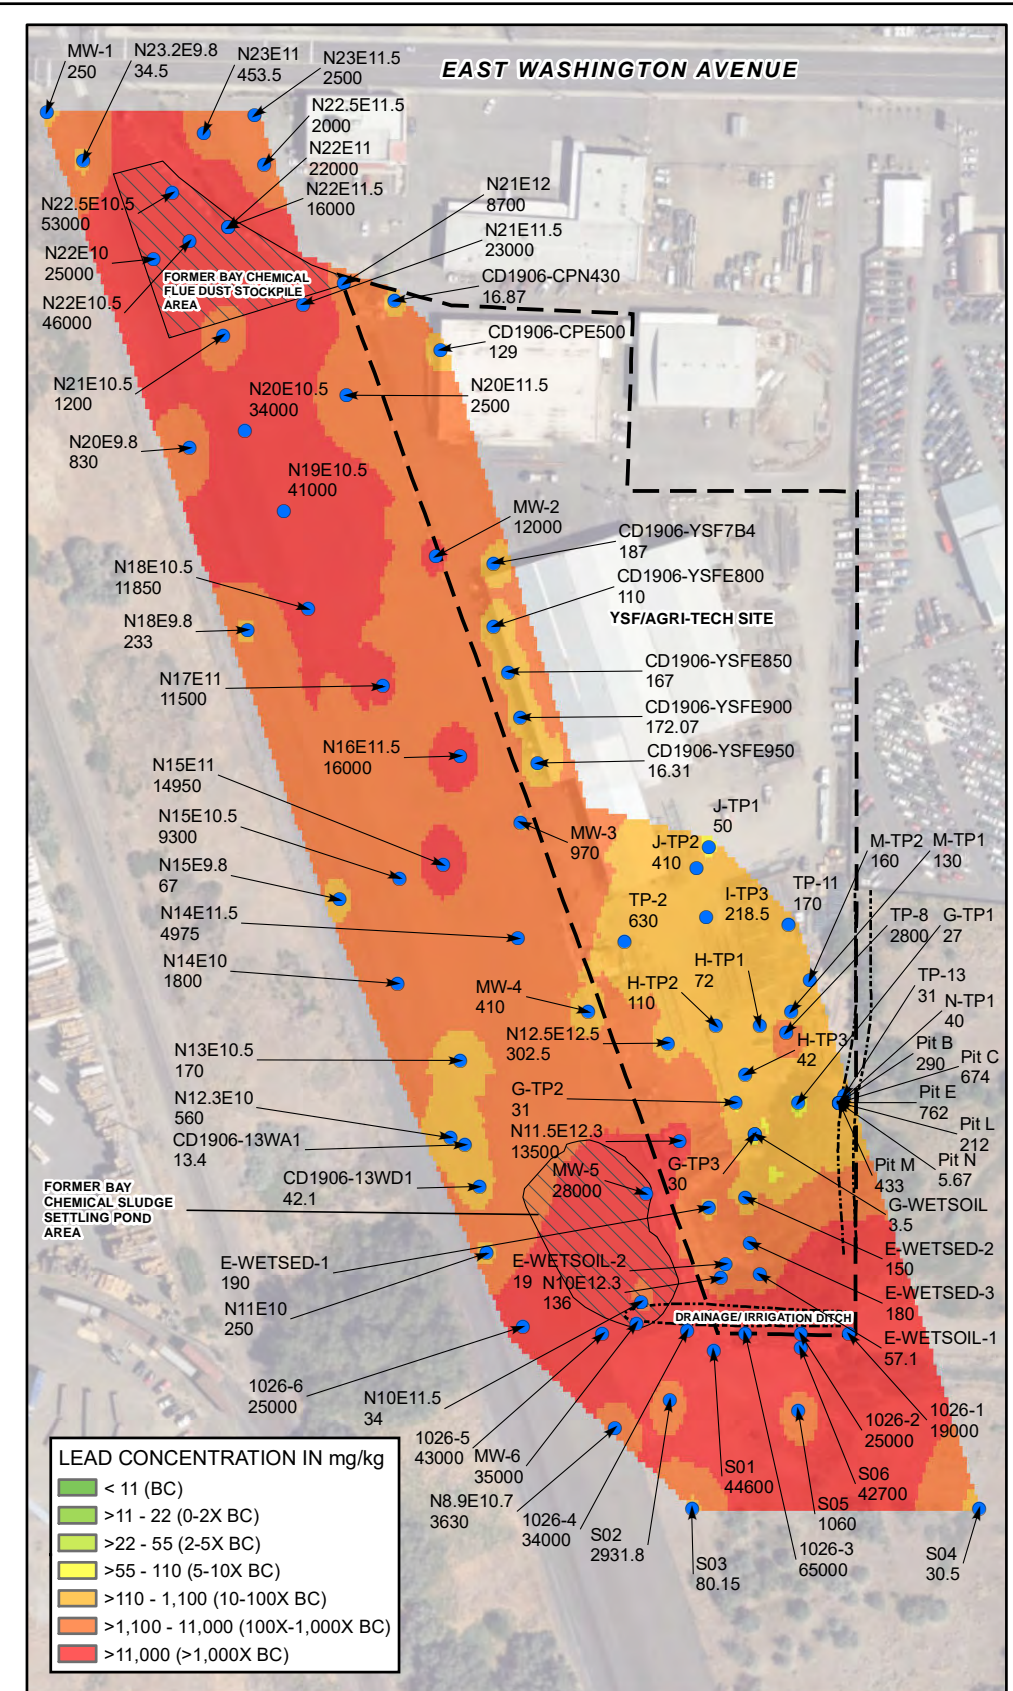 EAST WASHINGTON AVENUE
MW-1
250
N23.2E9.8
34.5
N23E11
453.5
N23E11.5
2500
N22.5E11.5
2000
N22E11
22000
N22E11.5
16000
N22.5E10.5
53000
N22E10
25000
N22E10.5
46000
FORMER BAY CHEMICAL
FLUE DUST STOCKPILE
AREA
N21E12
8700
N21E11.5
23000
CD1906-CPN430
16.87
CD1906-CPE500
129
N21E10.5
1200
N20E10.5
34000
N20E11.5
2500
N20E9.8
830
N19E10.5
41000
MW-2
12000
CD1906-YSF7B4
187
CD1906-YSFE800
110
YSF/AGRI-TECH SITE
N18E10.5
11850
N18E9.8
233
CD1906-YSFE850
167
N17E11
11500
CD1906-YSFE900
172.07
N16E11.5
16000
CD1906-YSFE950
16.31
N15E11
14950
N15E10.5
9300
N15E9.8
67
N14E11.5
4975
N14E10
1800
MW-3
970
J-TP1
50
J-TP2
410
M-TP2
160
M-TP1
130
TP-2
630
I-TP3
218.5
TP-11
170
TP-8
2800
G-TP1
27
H-TP1
72
H-TP2
110
TP-13
31
MW-4
410
N-TP1
40
N12.5E12.5
302.5
H-TP3
42
Pit B
290
Pit C
674
N13E10.5
170
G-TP2
31
Pit E
762
N12.3E10
560
Pit L
212
CD1906-13WA1
13.4
N11.5E12.3
13500
G-TP3
30
Pit N
5.67
Pit M
433
CD1906-13WD1
42.1
MW-5
28000
FORMER BAY
CHEMICAL SLUDGE
SETTLING POND
AREA
G-WETSOIL
3.5
E-WETSED-1
190
E-WETSOIL-2
19
E-WETSED-2
150
N10E12.3
136
E-WETSED-3
180
N11E10
250
DRAINAGE/ IRRIGATION DITCH
E-WETSOIL-1
57.1
1026-6
25000
N10E11.5
34
1026-5
43000
MW-6
35000
N8.9E10.7
3630
1026-4
34000
S02
2931.8
S01
44600
S03
80.15
1026-3
65000
S05
1060
S06
42700
1026-2
25000
1026-1
19000
S04
30.5
LEAD CONCENTRATION IN mg/kg
< 11 (BC)
>11 - 22 (0-2X BC)
>22 - 55 (2-5X BC)
>55 - 110 (5-10X BC)
>110 - 1,100 (10-100X BC)
>1,100 - 11,000 (100X-1,000X BC)
>11,000 (>1,000X BC)